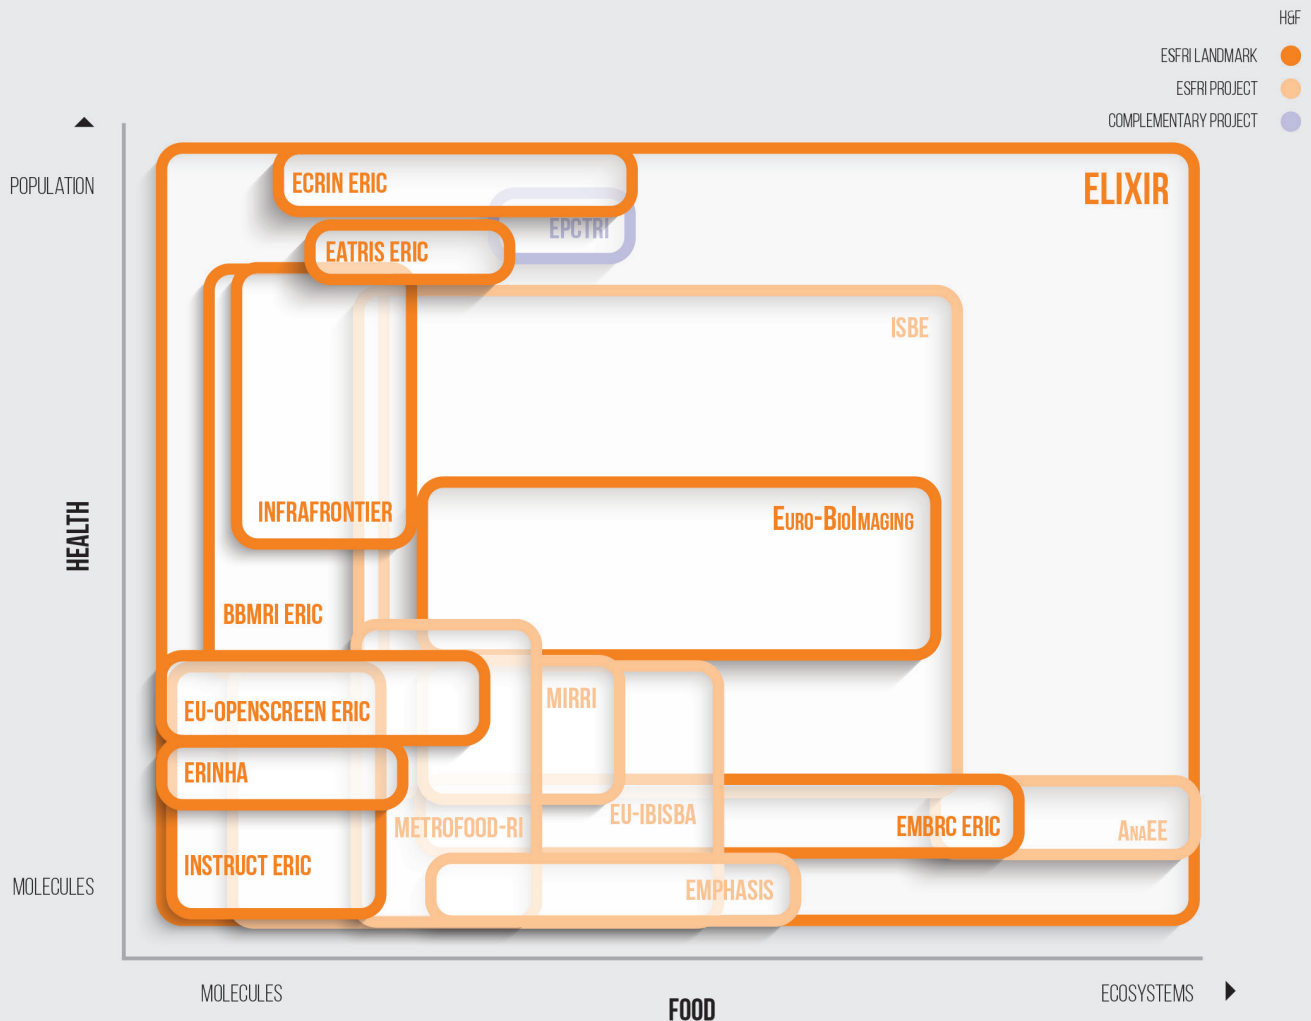 H&F
ESFRI LANDMARK
ESFRI PROJECT
COMPLEMENTARY PROJECT
POPULATION
ECRIN ERIC
ELIXIR
EPCTRI
EATRIS ERIC
ISBE
INFRAFRONTIER
EURO-BIOIMAGING
HEALTH
BBMRI ERIC
MIRRI
EU-OPENSCREEN ERIC
ERINHA
EU-IBISBA
METROFOOD-RI
EMBRC ERIC
ANAEE
INSTRUCT ERIC
EMPHASIS
MOLECULES
MOLECULES
ECOSYSTEMS
FOOD